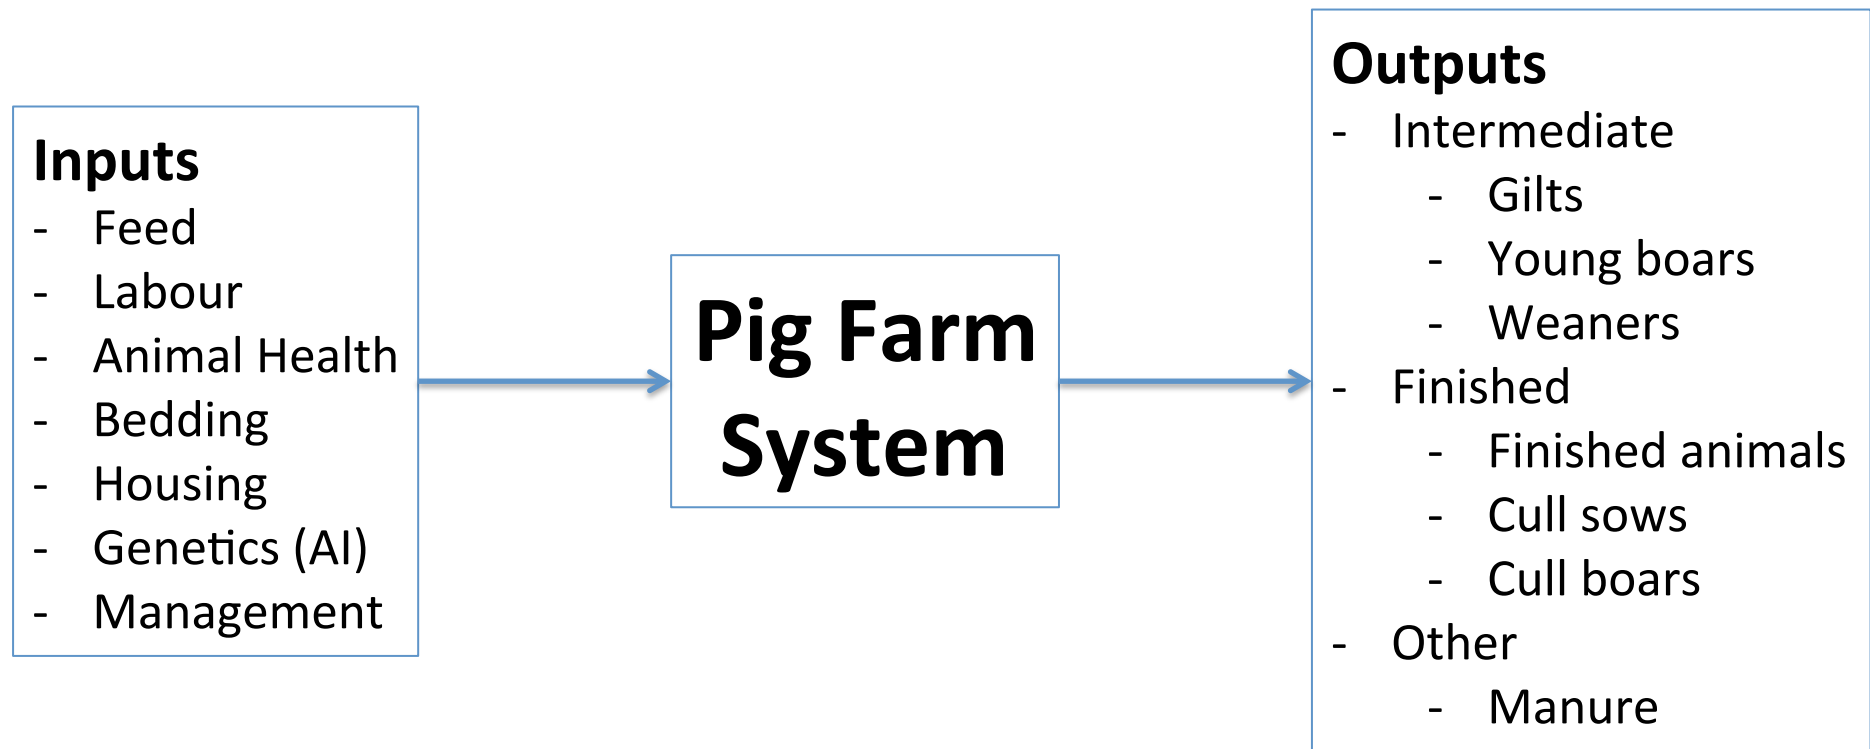 Inputs
- Feed
- Labour
- Animal Health
- Bedding
- Housing
- Genetics (AI)
- Management
Pig Farm
System
Outputs
- Intermediate
- Gilts
- Young boars
- Weaners
- Finished
- Finished animals
- Cull sows
- Cull boars
- Other
- Manure